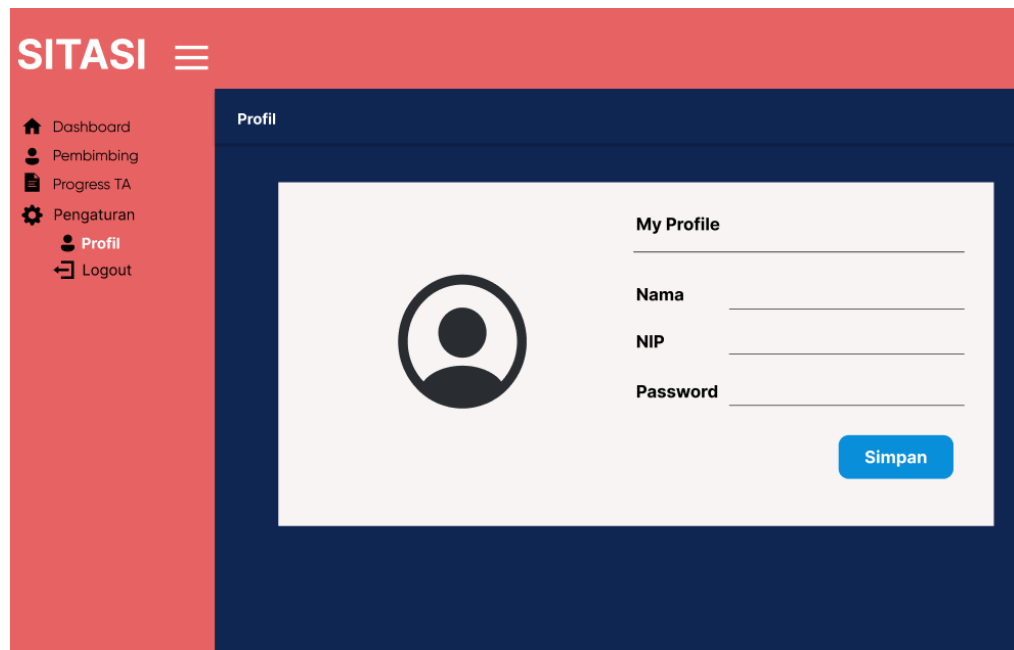 SITASI
Dashboard
Pembimbing
Progress TA
Pengaturan
Profil
Logout
Profil
My Profile
Nama
NIP
Password
Simpan